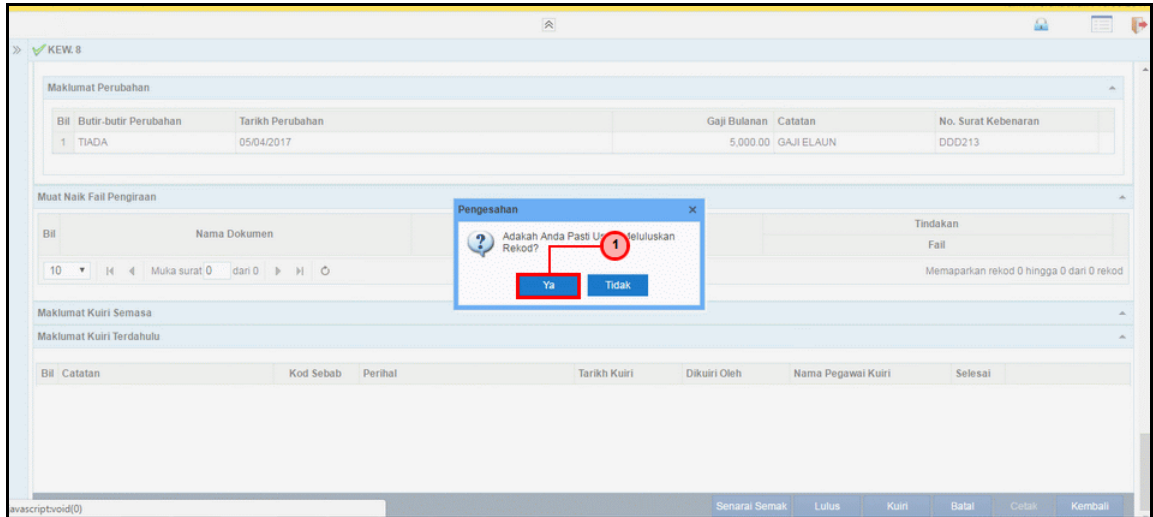 KEW. 8
Maklumat Perubahan
Bil Butir-butir Perubahan Tarikh Perubahan Gaji Bulanan Catatan No. Surat Kebenaran
1 TIADA 05/04/2017 5,000.00 GAJI ELAUN DDD213
Muat Naik Fail Pengiraan
Bil Nama Dokumen Tindakan
Fail
10 Muka surat 0 dari 0 Memaparkan rekod 0 hingga 0 dari 0 rekod
Pengesahan x
Adakah Anda Pasti Meluluskan
Rekod?
1
Ya Tidak
Maklumat Kuiri Semasa
Maklumat Kuiri Terdahulu
Bil Catatan Kod Sebab Perihal Tarikh Kuiri Dikuiri Oleh Nama Pegawai Kuiri Selesai
avascript:void(0) Senarai Semak Lulus Kuiri Batal Cetak Kembali